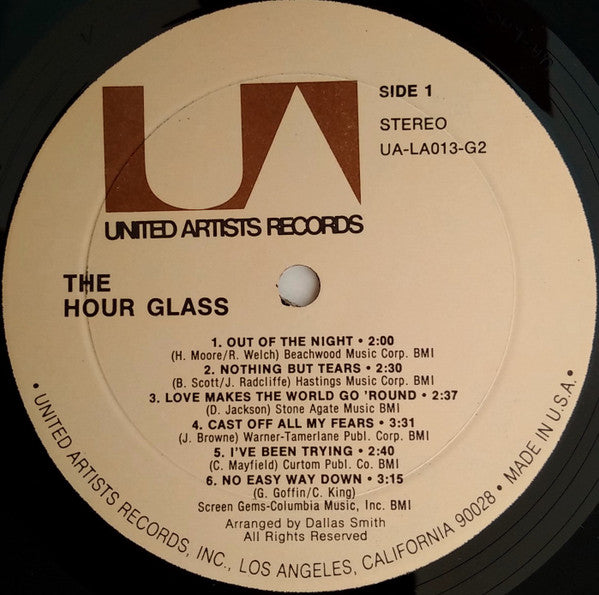 SIDE 1
STEREO
UA-LA013-G2
UA
UNITED ARTISTS RECORDS
THE
HOUR GLASS
1. OUT OF THE NIGHT • 2:00
(H. Moore/R. Welch) Beachwood Music Corp. BMI
2. NOTHING BUT TEARS • 2:30
(B. Scott/J. Radcliffe) Hastings Music Corp. BMI
3. LOVE MAKES THE WORLD GO 'ROUND • 2:37
(D. Jackson) Stone Agate Music BMI
4. CAST OFF ALL MY FEARS • 3:31
(J. Browne) Warner-Tamerlane Publ. Corp. BMI
5. I'VE BEEN TRYING • 2:40
(C. Mayfield) Curtom Publ. Co. BMI
6. NO EASY WAY DOWN • 3:15
(G. Goffin/C. King)
Screen Gems-Columbia Music, Inc. BMI
Arranged by Dallas Smith
All Rights Reserved
• UNITED ARTISTS RECORDS, INC., LOS ANGELES, CALIFORNIA 90028 • MADE IN U.S.A. •